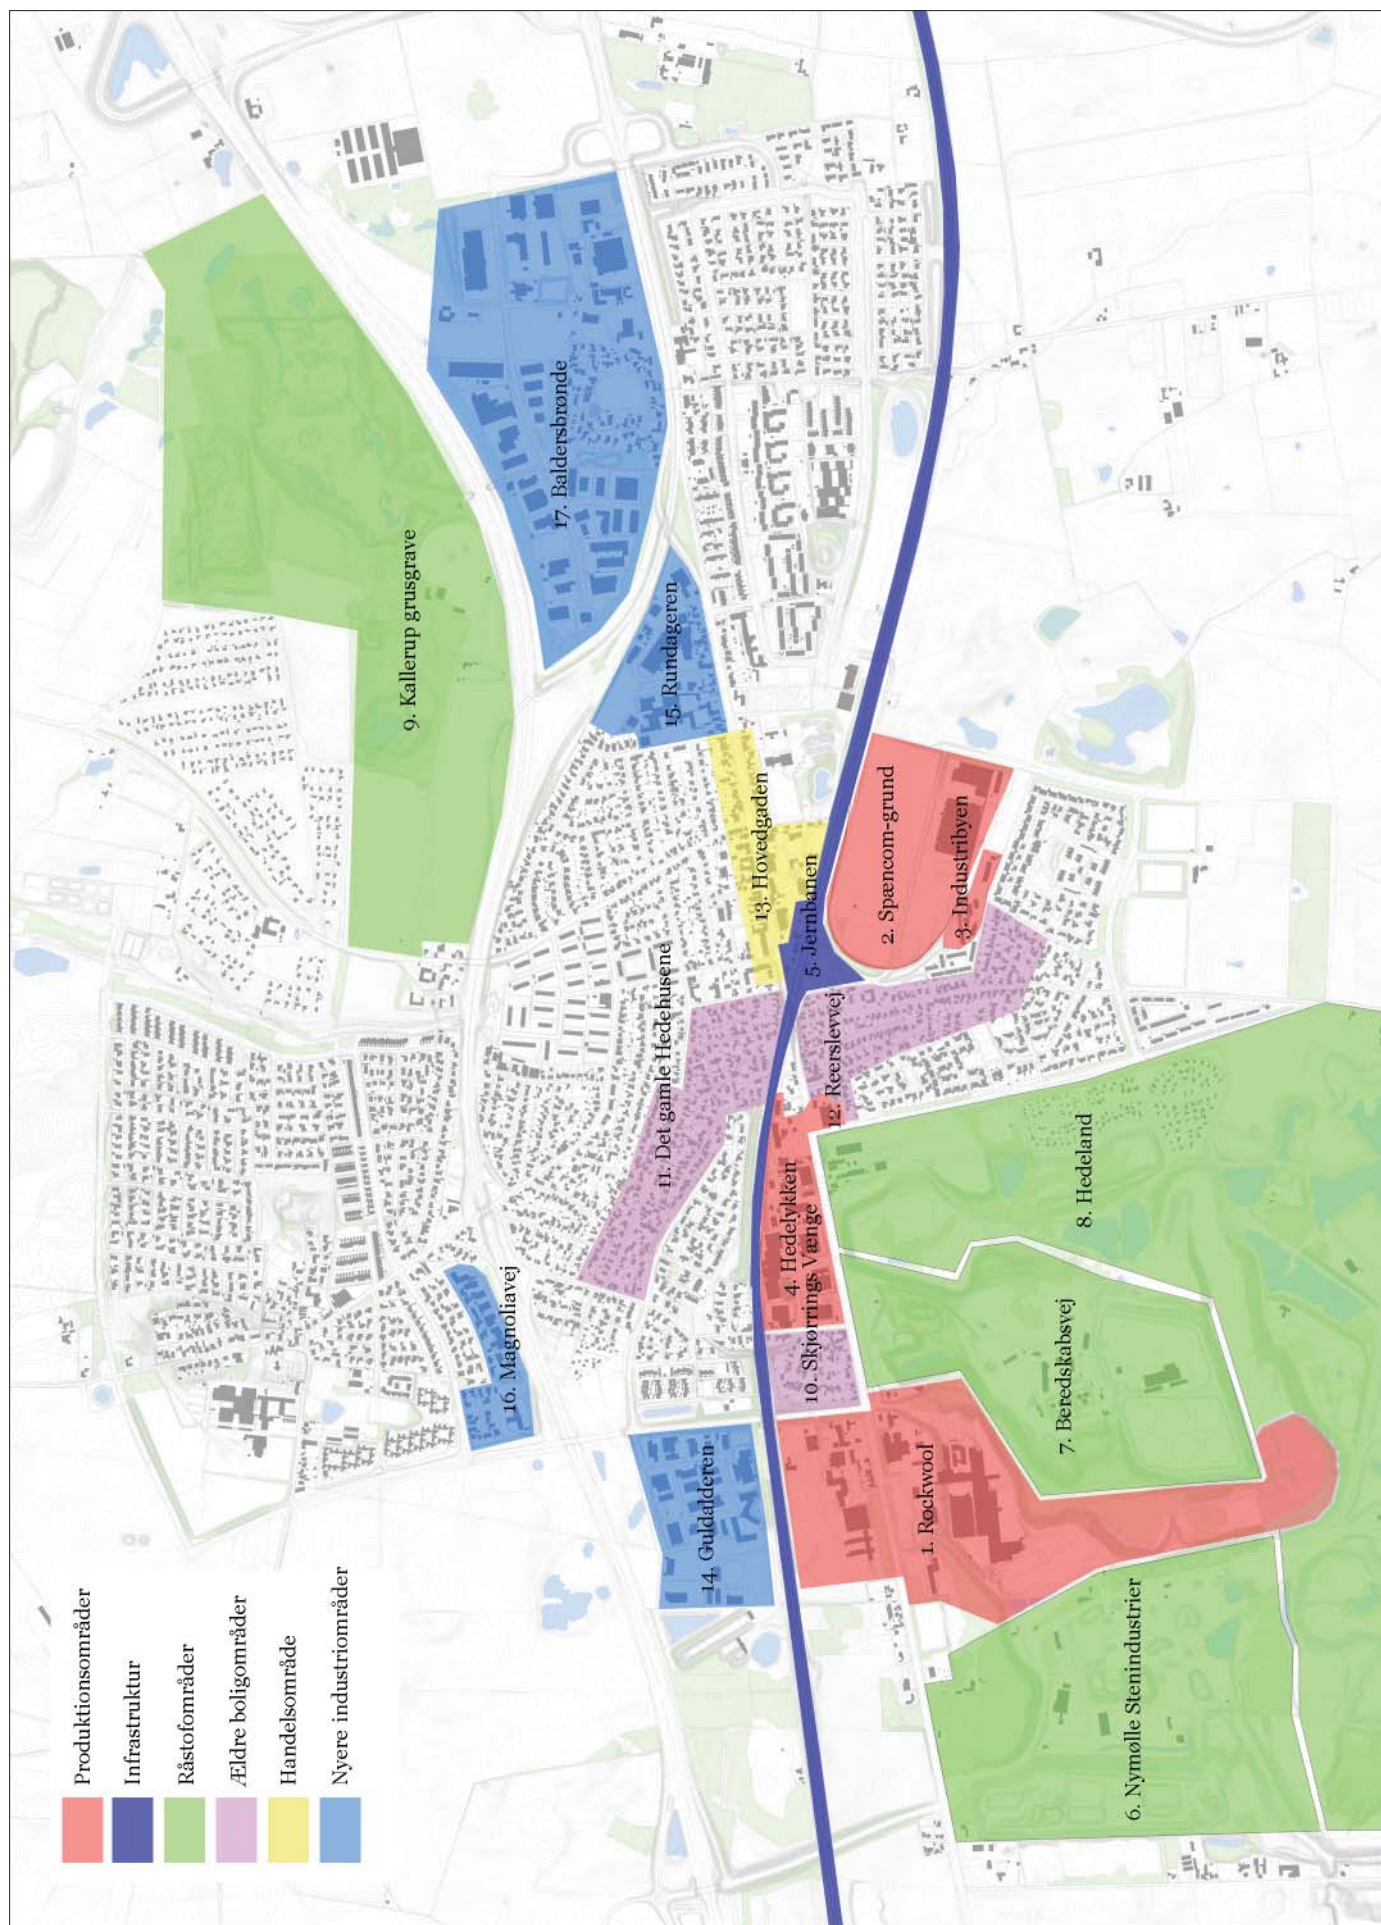 Produktionsområder
Infrastruktur
Råstofområder
Ældre boligområder
Handelsområde
Nyere industriområder
9. Kallerup grusgrave
17. Baldersbrønde
16. Magnoliavej
15. Rundageren
11. Det gamle Hedehusene
14. Guldalderen
13. Hovedgaden
5. Jernbanen
4. Hedelykken
10. Skjørrings Vænge
12. Reerslevvej
2. Spæncom-grund
3. Industribyen
1. Rockwool
7. Beredskabsvej
8. Hedeland
6. Nymølle Stenindustrier